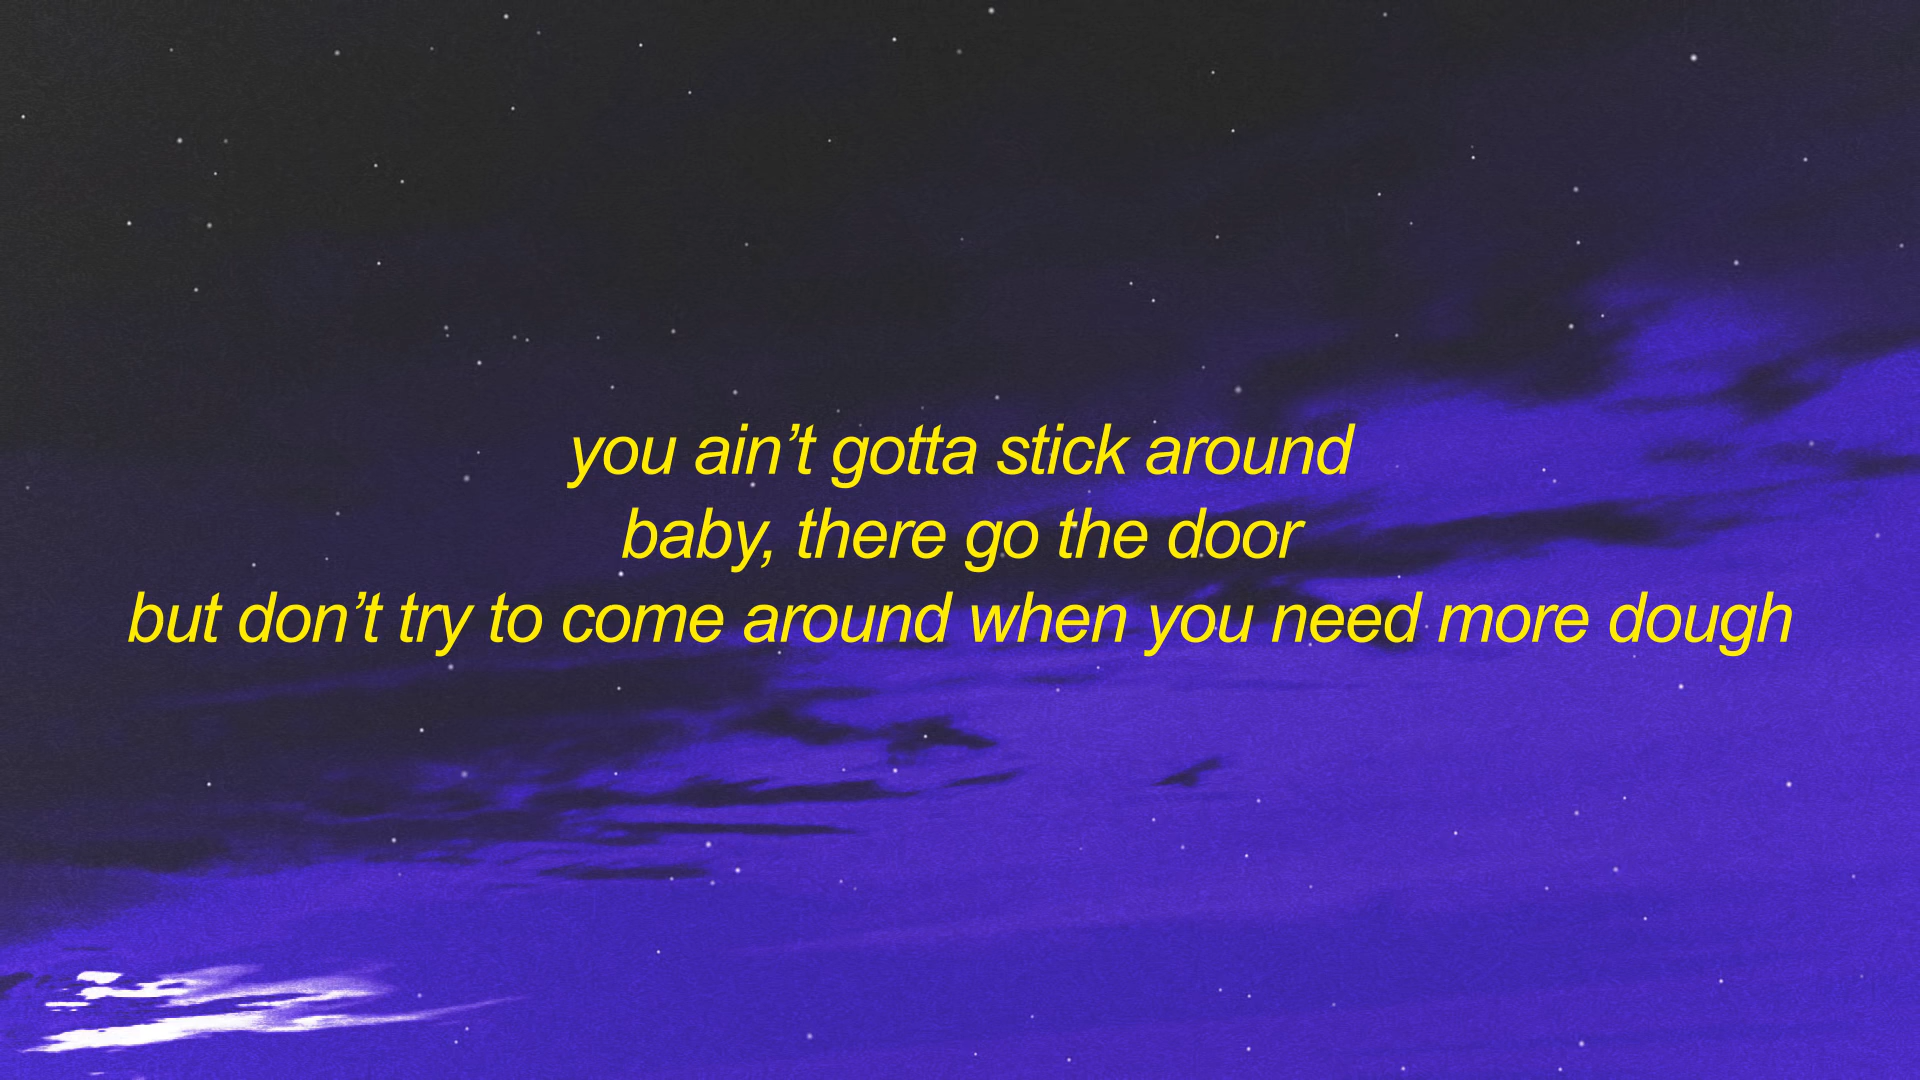 you ain’t gotta stick around
baby, there go the door
but don’t try to come around when you need more dough